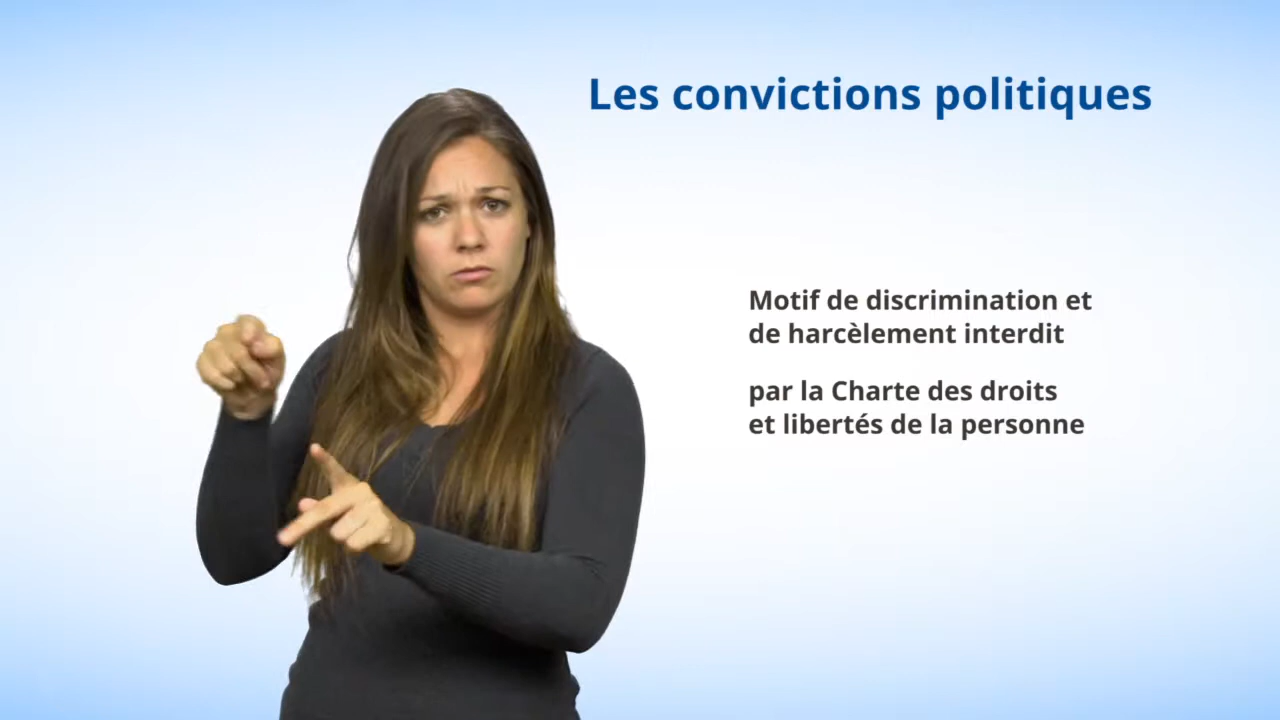 Les convictions politiques
Motif de discrimination et
de harcèlement interdit
par la Charte des droits
et libertés de la personne